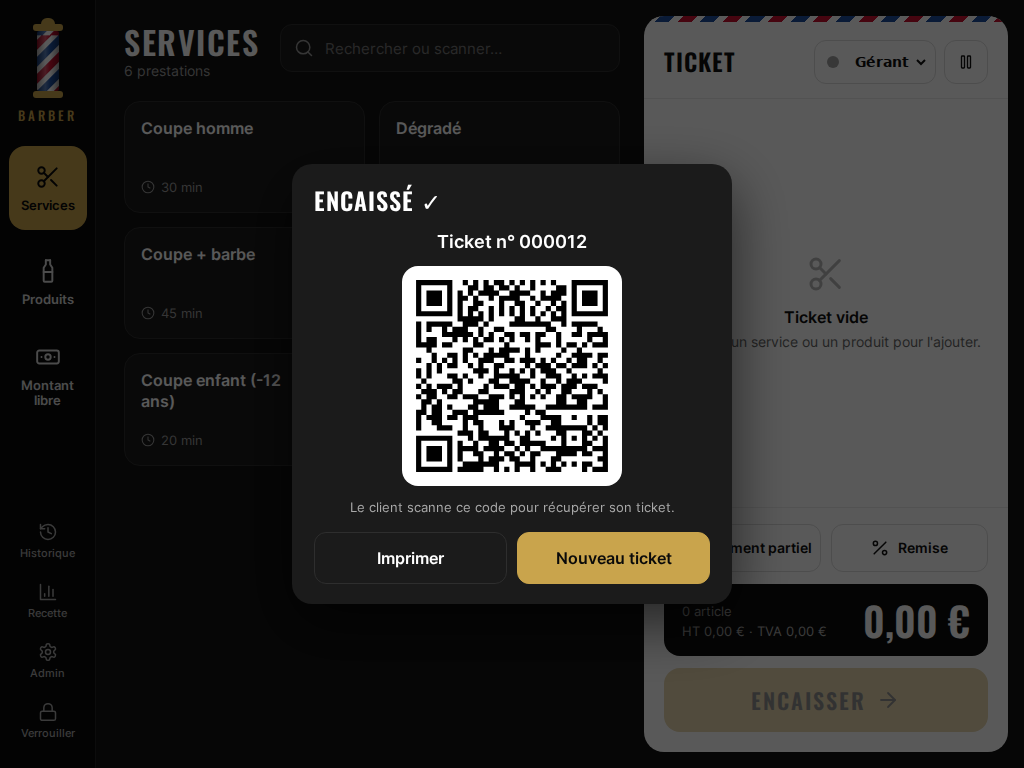 BARBER
Services
Produits
Montant
libre
Historique
Recette
Admin
Verrouiller
SERVICES
6 prestations
Rechercher ou scanner...
Coupe homme
30 min
Dégradé
Coupe + barbe
45 min
Coupe enfant (-12
ans)
20 min
ENCAISSÉ ✓
Ticket n° 000012
Le client scanne ce code pour récupérer son ticket.
Imprimer
Nouveau ticket
TICKET
Gérant
Ticket vide
un service ou un produit pour l'ajouter.
partiel
Remise
0 article
HT 0,00 € · TVA 0,00 €
0,00 €
ENCAISSER